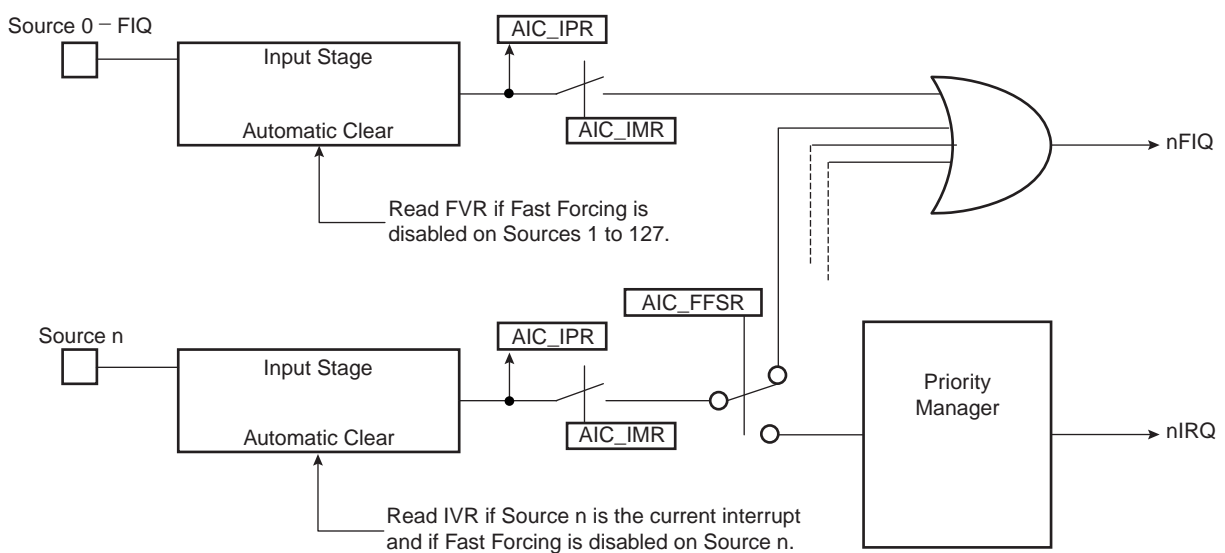 Source 0 – FIQ
AIC_IPR
Input Stage
Automatic Clear
AIC_IMR
nFIQ
Read FVR if Fast Forcing is
disabled on Sources 1 to 127.
AIC_FFSR
Source n
AIC_IPR
Input Stage
Priority
Manager
Automatic Clear
AIC_IMR
nIRQ
Read IVR if Source n is the current interrupt
and if Fast Forcing is disabled on Source n.